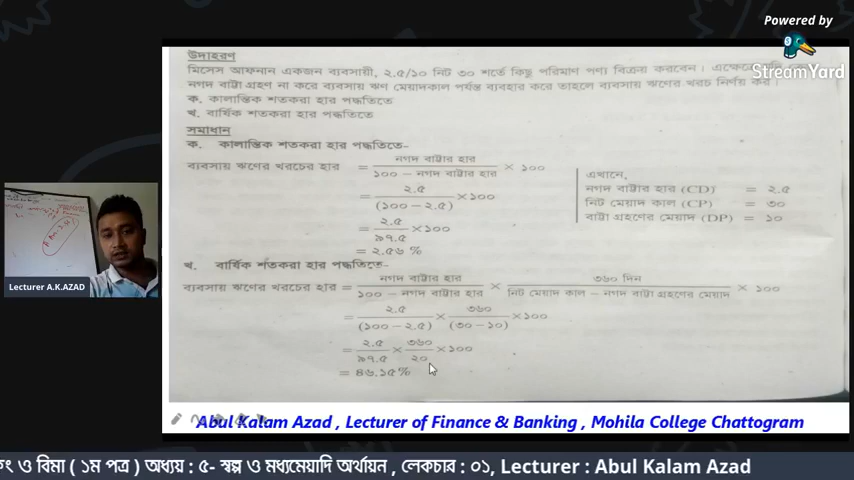 Powered by
StreamYard
উদাহরণ
মিসেস আফনান একজন ব্যবসায়ী, ২.৫/১০ নিট ৩০ শর্তে কিছু পরিমাণ পণ্য বিক্রয় করবেন। এক্ষেত্রে
নগদ বাট্টা গ্রহণ না করে ব্যবসায় ঋণ মেয়াদকাল পর্যন্ত ব্যবহার করে তাহলে ব্যবসায় ঋণের খরচ নির্ণয় কর।
ক. কালান্তিক শতকরা হার পদ্ধতিতে
খ. বার্ষিক শতকরা হার পদ্ধতিতে
সমাধান
ক. কালান্তিক শতকরা হার পদ্ধতিতে-
ব্যবসায় ঋণের খরচের হার = নগদ বাট্টার হার / ১০০ – নগদ বাট্টার হার × ১০০
= ২.৫ / (১০০ – ২.৫) × ১০০
= ২.৫ / ৯৭.৫ × ১০০
= ২.৫৬ %
এখানে,
নগদ বাট্টার হার (CD) = ২.৫
নিট মেয়াদ কাল (CP) = ৩০
বাট্টা গ্রহণের মেয়াদ (DP) = ১০
খ. বার্ষিক শতকরা হার পদ্ধতিতে-
ব্যবসায় ঋণের খরচের হার = নগদ বাট্টার হার / ১০০ – নগদ বাট্টার হার × ৩৬০ দিন / নিট মেয়াদ কাল – নগদ বাট্টা গ্রহণের মেয়াদ × ১০০
= ২.৫ / (১০০ – ২.৫) × ৩৬০ / (৩০ – ১০) × ১০০
= ২.৫ / ৯৭.৫ × ৩৬০ / ২০ × ১০০
= ৪৬.১৫%
Lecturer A.K.AZAD
Abul Kalam Azad , Lecturer of Finance & Banking , Mohila College Chattogram
ও বিমা ( ১ম পত্র ) অধ্যায় : ৫- স্বল্প ও মধ্যমেয়াদি অর্থায়ন , লেকচার : ০১, Lecturer : Abul Kalam Azad